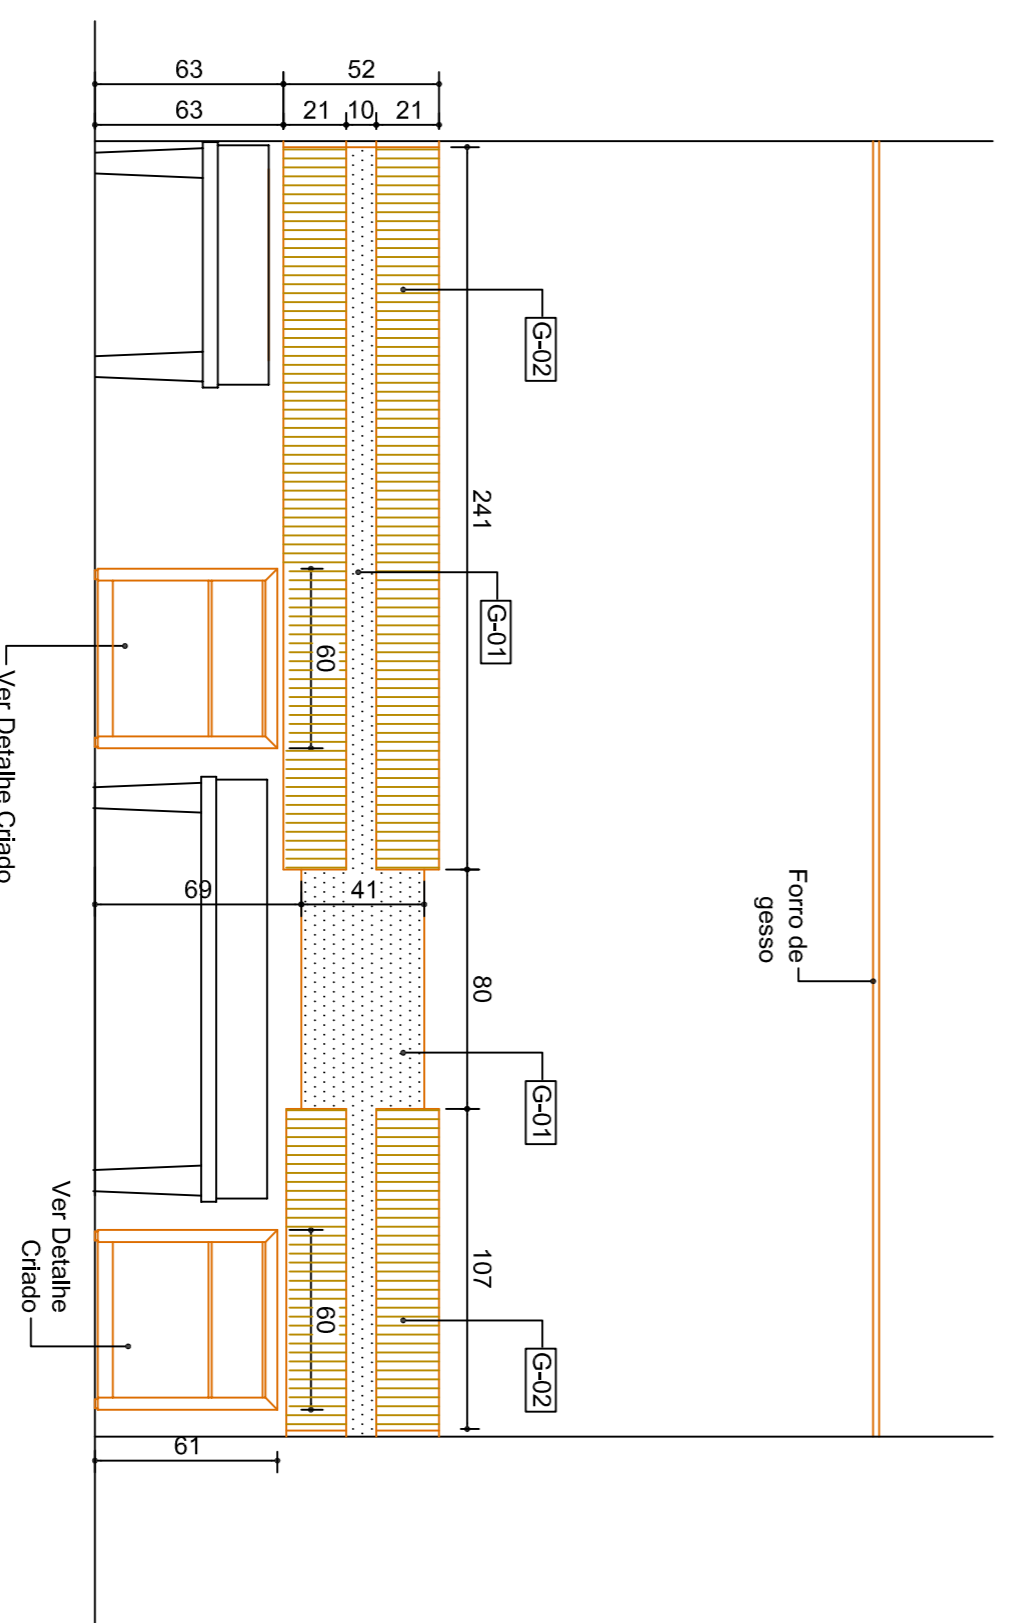 63
52
63
21
10
21
G-02
241
G-01
60
Ver Detalhe Criado
69
41
Forro de
gesso
80
G-01
Ver Detalhe
Criado
107
60
G-02
61